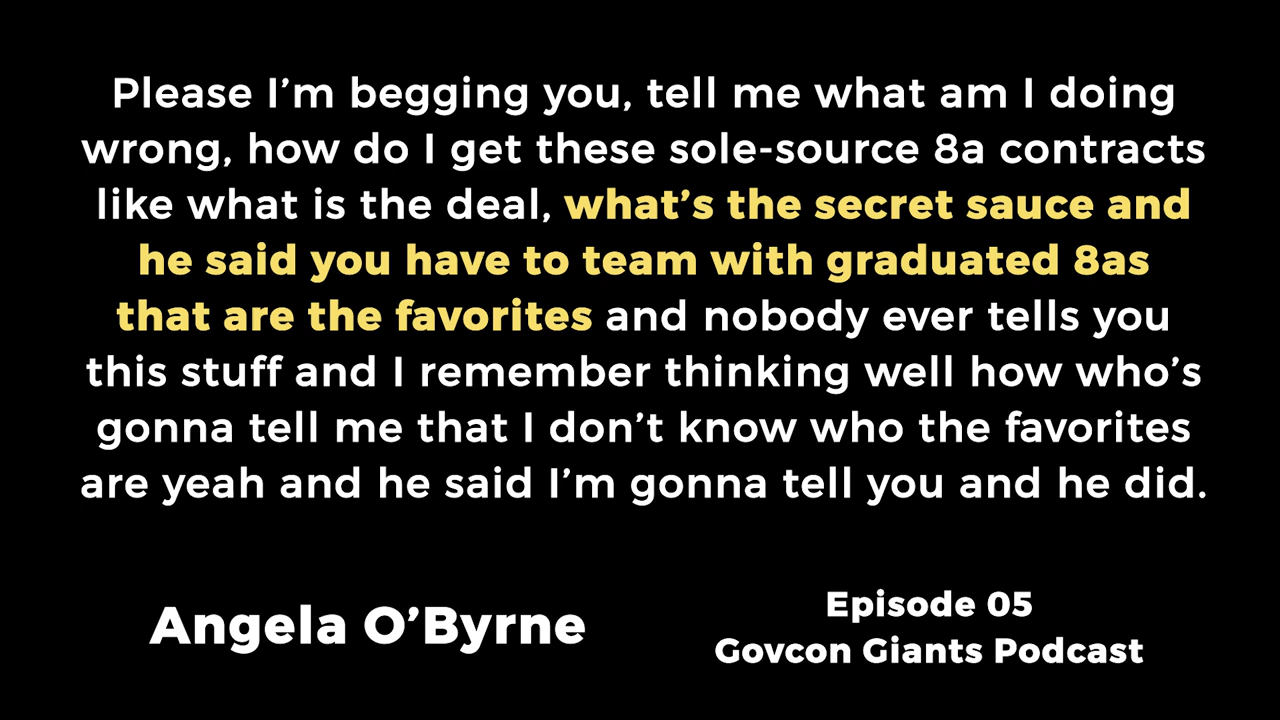 Please I’m begging you, tell me what am I doing
wrong, how do I get these sole-source 8a contracts
like what is the deal, what’s the secret sauce and
he said you have to team with graduated 8as
that are the favorites and nobody ever tells you
this stuff and I remember thinking well how who’s
gonna tell me that I don’t know who the favorites
are yeah and he said I’m gonna tell you and he did.
Angela O’Byrne
Episode 05
Govcon Giants Podcast